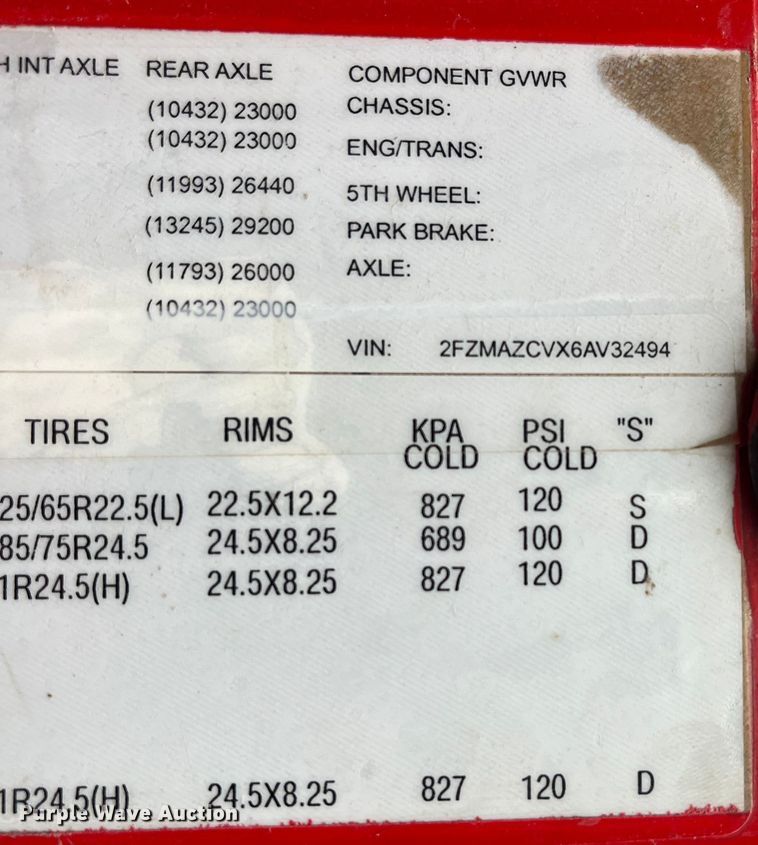 H INT AXLE REAR AXLE COMPONENT GVWR
(10432) 23000 CHASSIS:
(10432) 23000 ENG/TRANS:
(11993) 26440 5TH WHEEL:
(13245) 29200 PARK BRAKE:
(11793) 26000 AXLE:
(10432) 23000
VIN: 2FZMAZCVX6AV32494
TIRES RIMS KPA PSI "S"
COLD COLD
25/65R22.5(L) 22.5X12.2 827 120 S
85/75R24.5 24.5X8.25 689 100 D
1R24.5(H) 24.5X8.25 827 120 D
1R24.5(H) 24.5X8.25 827 120 D
Purple Wave Auction